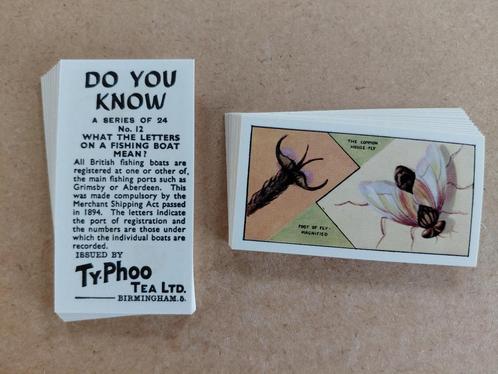 DO YOU
KNOW
A SERIES OF 24
No. 12
WHAT THE LETTERS
ON A FISHING BOAT
MEAN?
All British fishing boats are
registered at one or other of,
the main fishing ports such as
Grimsby or Aberdeen. This
was made compulsory by the
Merchant Shipping Act passed
in 1894. The letters indicate
the port of registration and
the numbers are those under
which the individual boats are
recorded.
ISSUED BY
Ty·Phoo
TEA LTD.
BIRMINGHAM.5.
THE COMMON
HOUSE-FLY
FOOT OF FLY-
MAGNIFIED